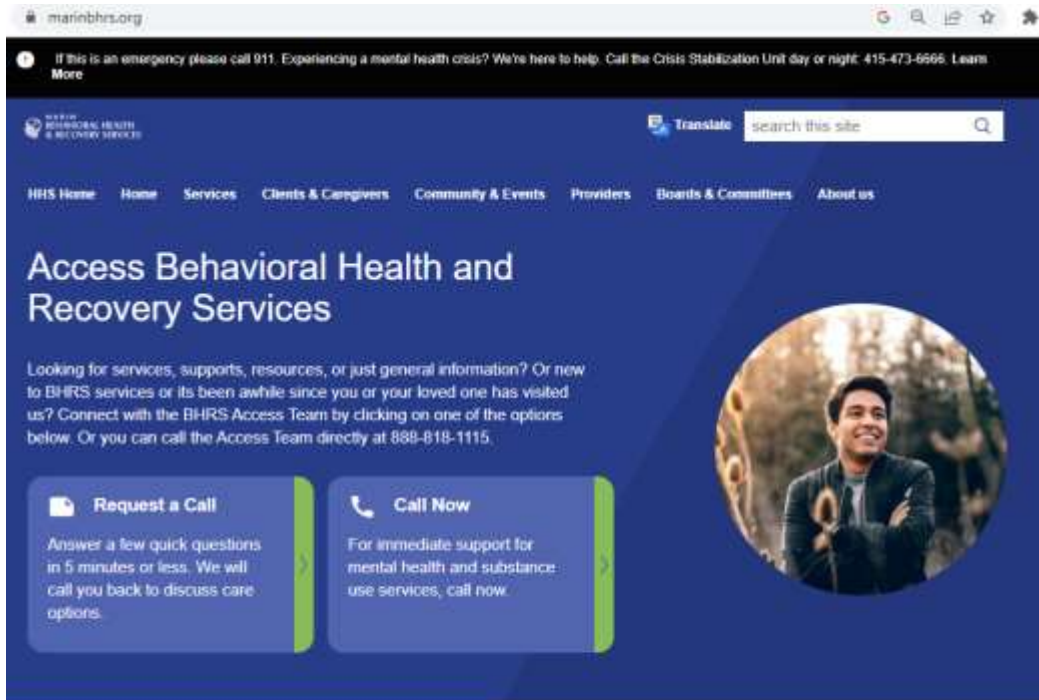 marinbhrs.org
If this is an emergency please call 911. Experiencing a mental health crisis? We're here to help. Call the Crisis Stabilization Unit day or night: 415-473-6666. Learn
More
MARIN
BEHAVIORAL HEALTH
& RECOVERY SERVICES
Translate
search this site
HHS Home Home Services Clients & Caregivers Community & Events Providers Boards & Committees About us
Access Behavioral Health and
Recovery Services
Looking for services, supports, resources, or just general information? Or new
to BHRS services or its been awhile since you or your loved one has visited
us? Connect with the BHRS Access Team by clicking on one of the options
below. Or you can call the Access Team directly at 888-818-1115.
Request a Call
Answer a few quick questions
in 5 minutes or less. We will
call you back to discuss care
options.
Call Now
For immediate support for
mental health and substance
use services, call now.